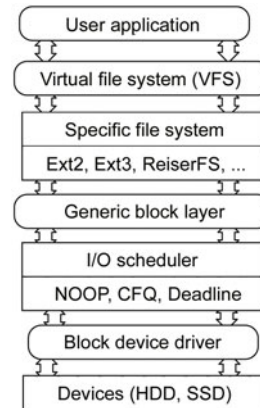 User application
Virtual file system (VFS)
Specific file system
Ext2, Ext3, ReiserFS, ...
Generic block layer
I/O scheduler
NOOP, CFQ, Deadline
Block device driver
Devices (HDD, SSD)